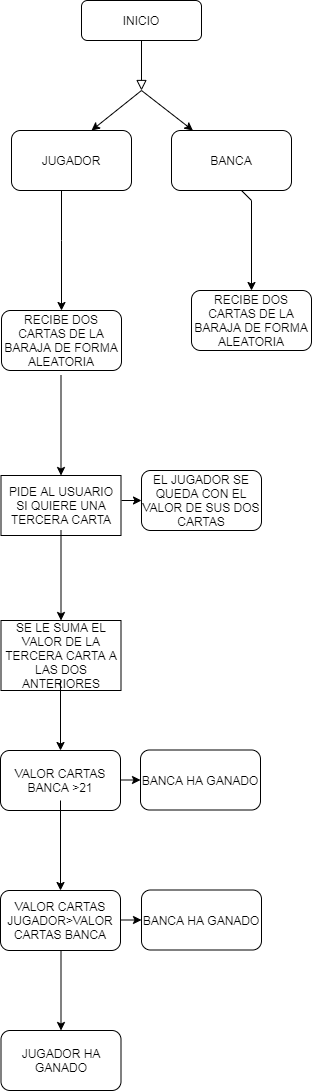 INICIO
JUGADOR
BANCA
RECIBE DOS
CARTAS DE LA
BARAJA DE FORMA
ALEATORIA
RECIBE DOS
CARTAS DE LA
BARAJA DE FORMA
ALEATORIA
PIDE AL USUARIO
SI QUIERE UNA
TERCERA CARTA
EL JUGADOR SE
QUEDA CON EL
VALOR DE SUS DOS
CARTAS
SE LE SUMA EL
VALOR DE LA
TERCERA CARTA A
LAS DOS
ANTERIORES
VALOR CARTAS
BANCA >21
BANCA HA GANADO
VALOR CARTAS
JUGADOR>VALOR
CARTAS BANCA
BANCA HA GANADO
JUGADOR HA
GANADO